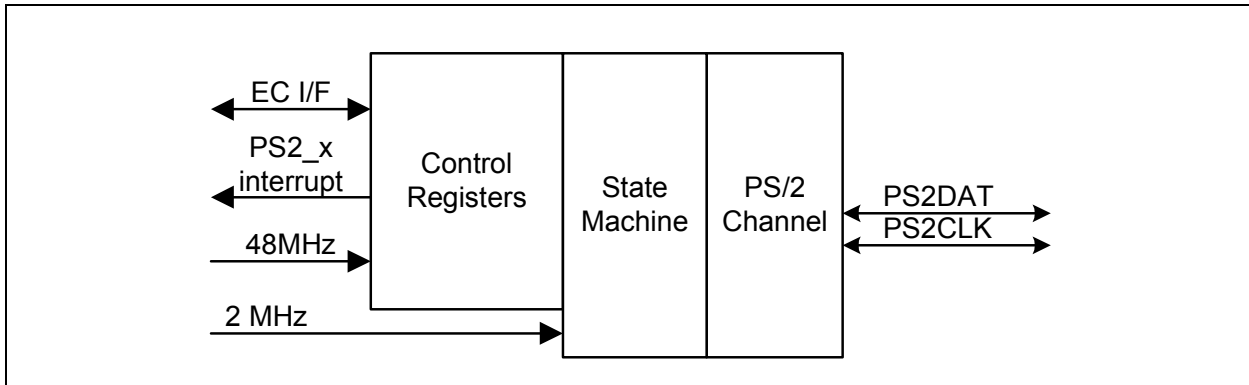 EC I/F
PS2_x
interrupt
48MHz
2 MHz
Control
Registers
State
Machine
PS/2
Channel
PS2DAT
PS2CLK